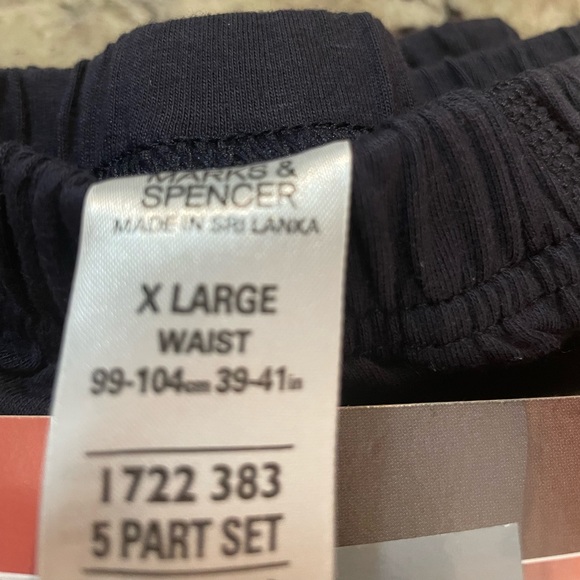 MARKS &
SPENCER
MADE IN SRI LANKA
X LARGE
WAIST
99-104cm 39-41in
1722 383
5 PART SET